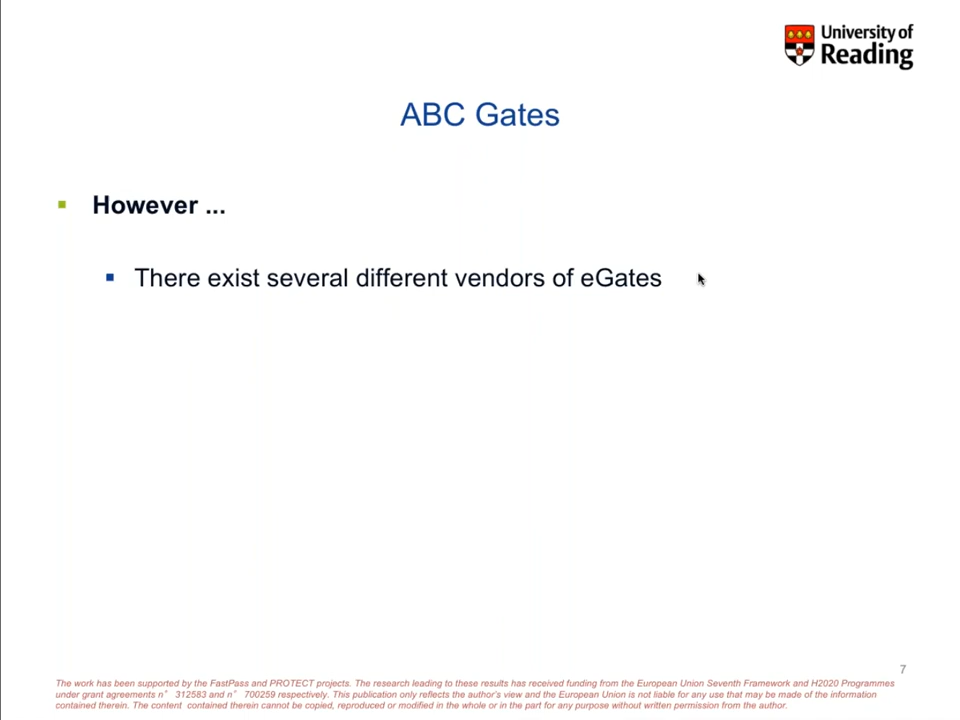 University of
Reading
ABC Gates
However ...
There exist several different vendors of eGates
7
The work has been supported by the FastPass and PROTECT projects. The research leading to these results has received funding from the European Union Seventh Framework and H2020 Programmes
under grant agreements n° 312583 and n° 700259 respectively. This publication only reflects the author's view and the European Union is not liable for any use that may be made of the information
contained therein. The content contained therein cannot be copied, reproduced or modified in the whole or in the part for any purpose without written permission from the author.